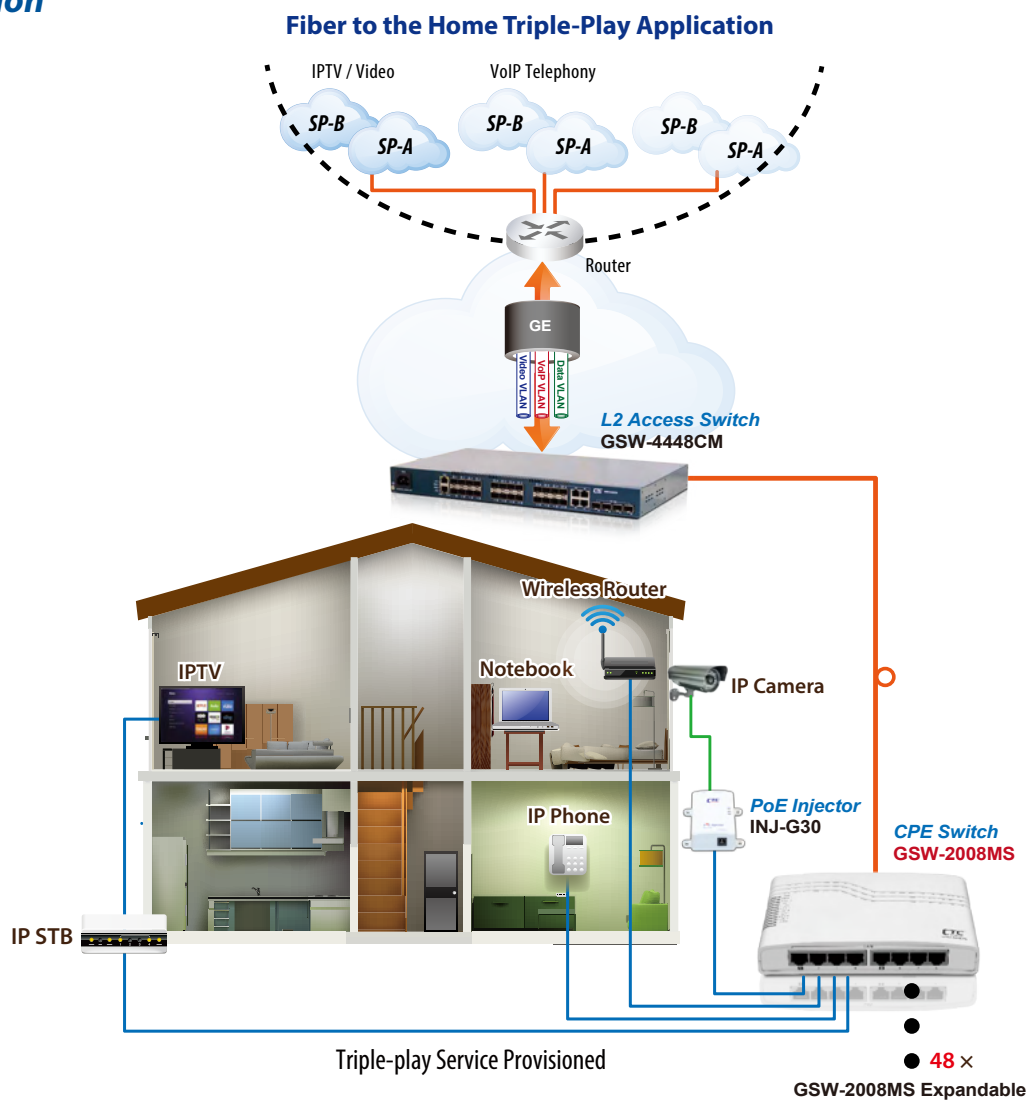 Fiber to the Home Triple-Play Application
IPTV / Video
VoIP Telephony
SP-B
SP-A
SP-B
SP-A
SP-B
SP-A
Router
GE
Video VLAN
VoIP VLAN
Data VLAN
L2 Access Switch
GSW-4448CM
Wireless Router
IPTV
Notebook
IP Camera
IP Phone
PoE Injector
INJ-G30
CPE Switch
GSW-2008MS
IP STB
CTC
CTC
Triple-play Service Provisioned
48 ×
GSW-2008MS Expandable